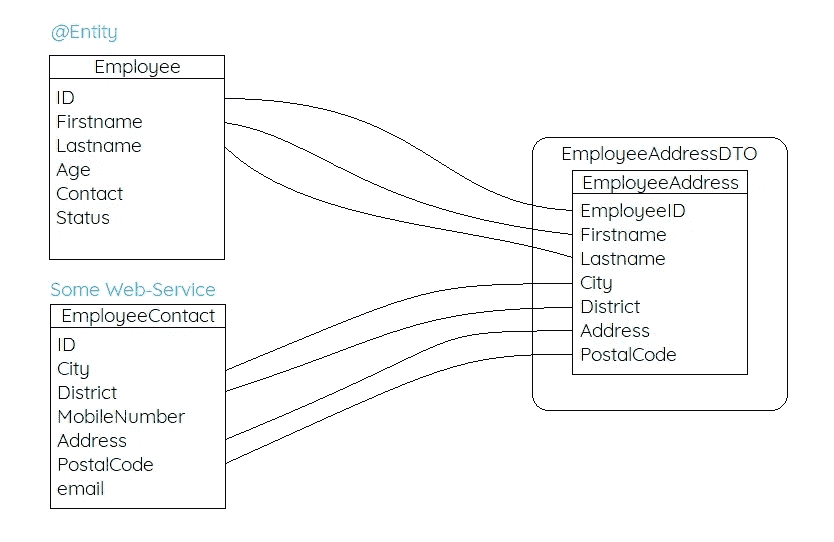 @Entity
Employee
ID
Firstname
Lastname
Age
Contact
Status
Some Web-Service
EmployeeContact
ID
City
District
MobileNumber
Address
PostalCode
email
EmployeeAddressDTO
EmployeeAddress
EmployeeID
Firstname
Lastname
City
District
Address
PostalCode